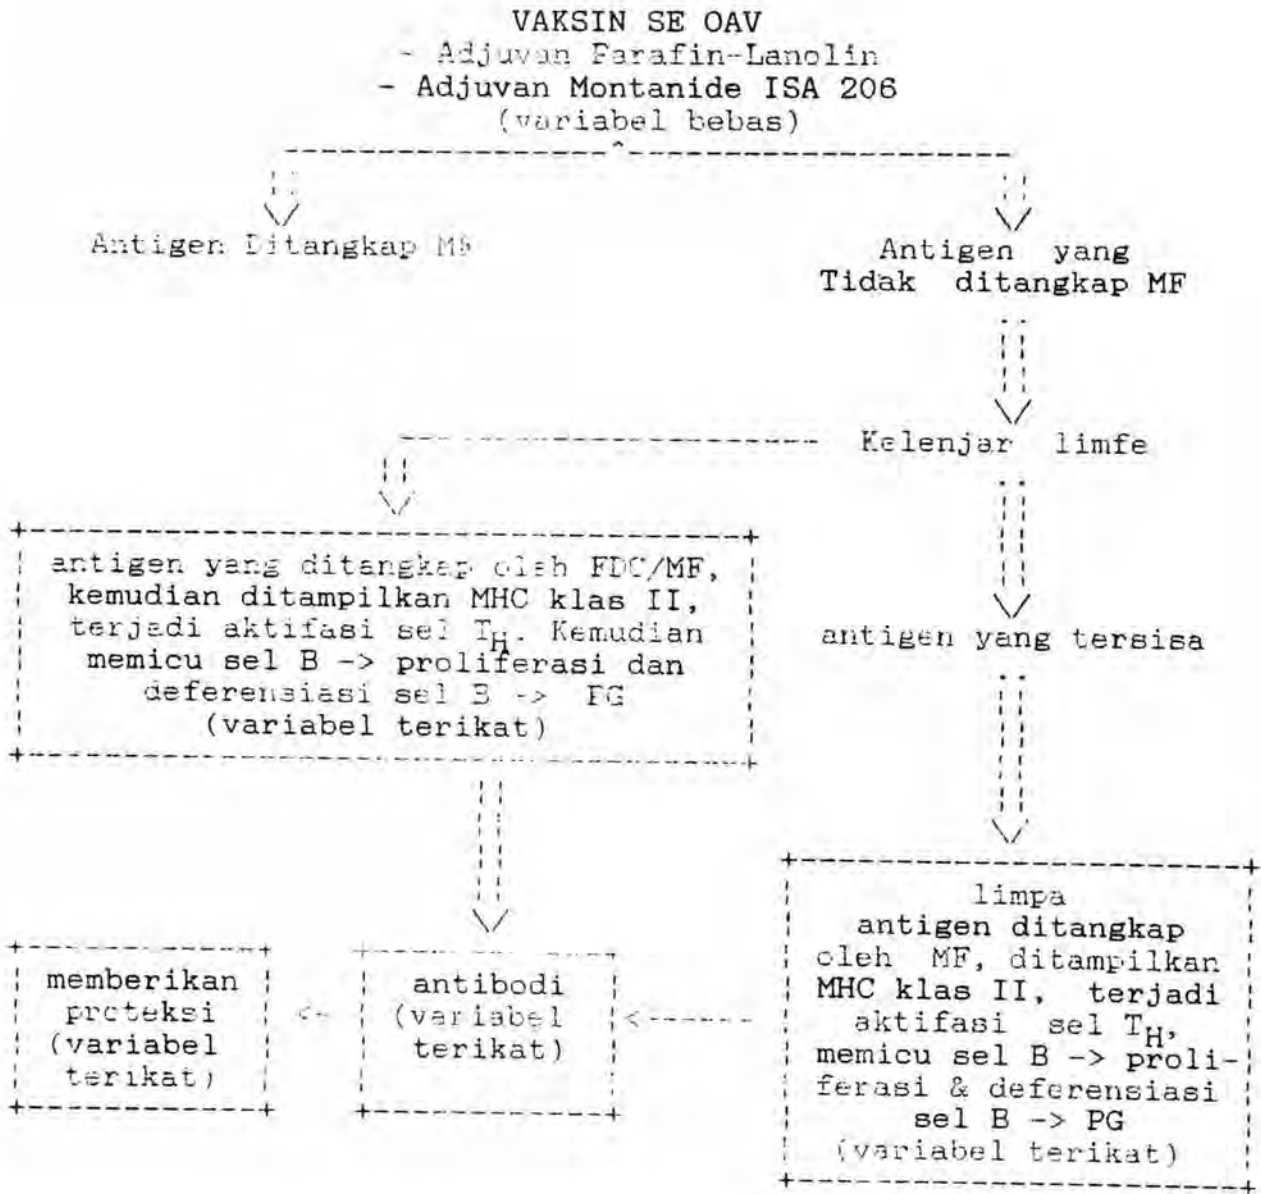 VAKSIN SE OAV
- Adjuvan Parafin-Lanolin
- Adjuvan Montanide ISA 206
(variabel bebas)
Antigen Ditangkap MF
Antigen yang
Tidak ditangkap MF
Kelenjar limfe
antigen yang ditangkap oleh FDC/MF,
kemudian ditampilkan MHC klas II,
terjadi aktifasi sel TH. Kemudian
memicu sel B -> proliferasi dan
deferensiasi sel B -> PG
(variabel terikat)
antigen yang tersisa
limpa
antigen ditangkap
oleh MF, ditampilkan
MHC klas II, terjadi
aktifasi sel TH,
memicu sel B -> proli-
ferasi & deferensiasi
sel B -> PG
(variabel terikat)
antibodi
(variabel
terikat)
memberikan
proteksi
(variabel
terikat)